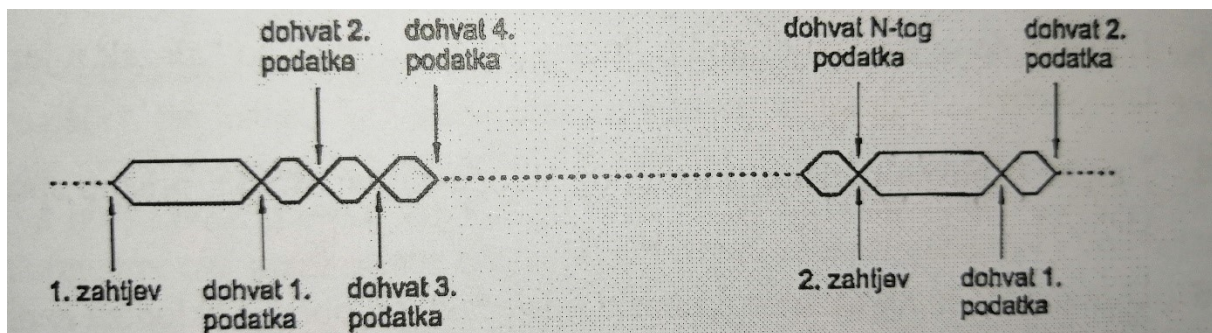 dohvat 2.
podatka
dohvat 4.
podatka
dohvat N-tog
podatka
dohvat 2.
podatka
1. zahtjev
dohvat 1.
podatka
dohvat 3.
podatka
2. zahtjev
dohvat 1.
podatka